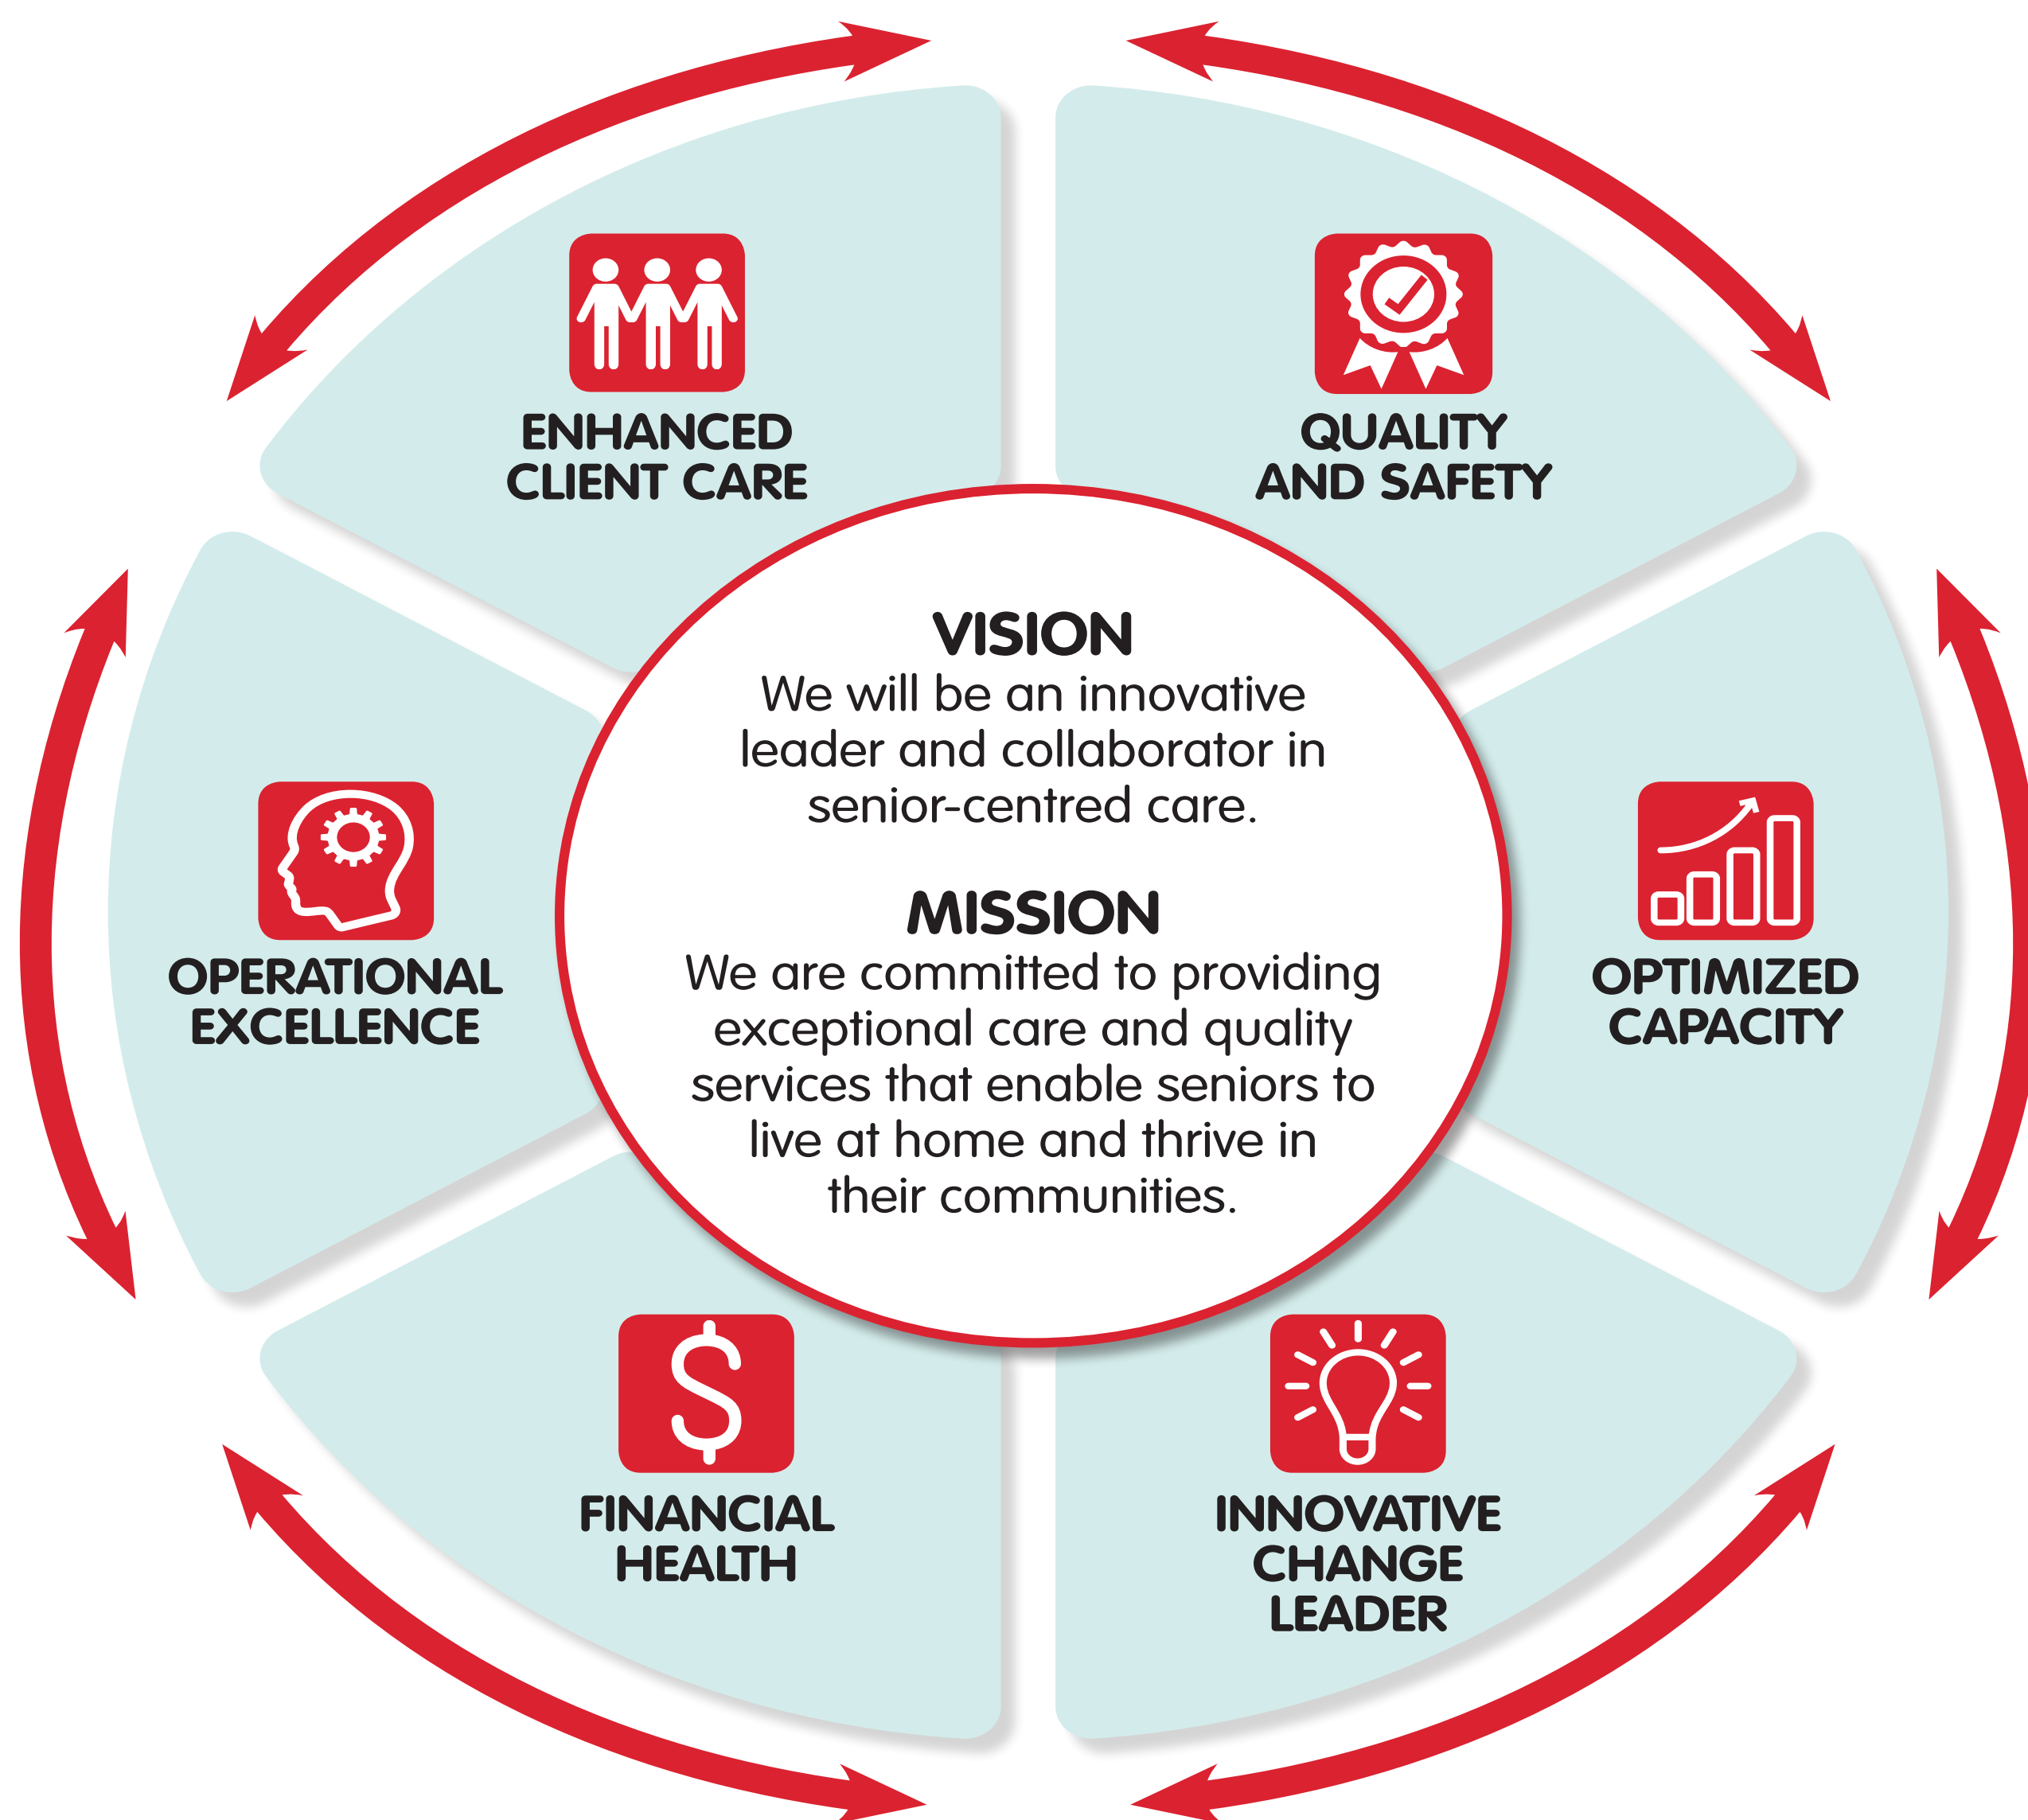 ENHANCED
CLIENT CARE
QUALITY
AND SAFETY
VISION
We will be an innovative
leader and collaborator in
senior-centred care.
MISSION
We are committed to providing
exceptional care and quality
services that enable seniors to
live at home and thrive in
their communities.
OPERATIONAL
EXCELLENCE
OPTIMIZED
CAPACITY
$
FINANCIAL
HEALTH
INNOVATIVE
CHANGE
LEADER